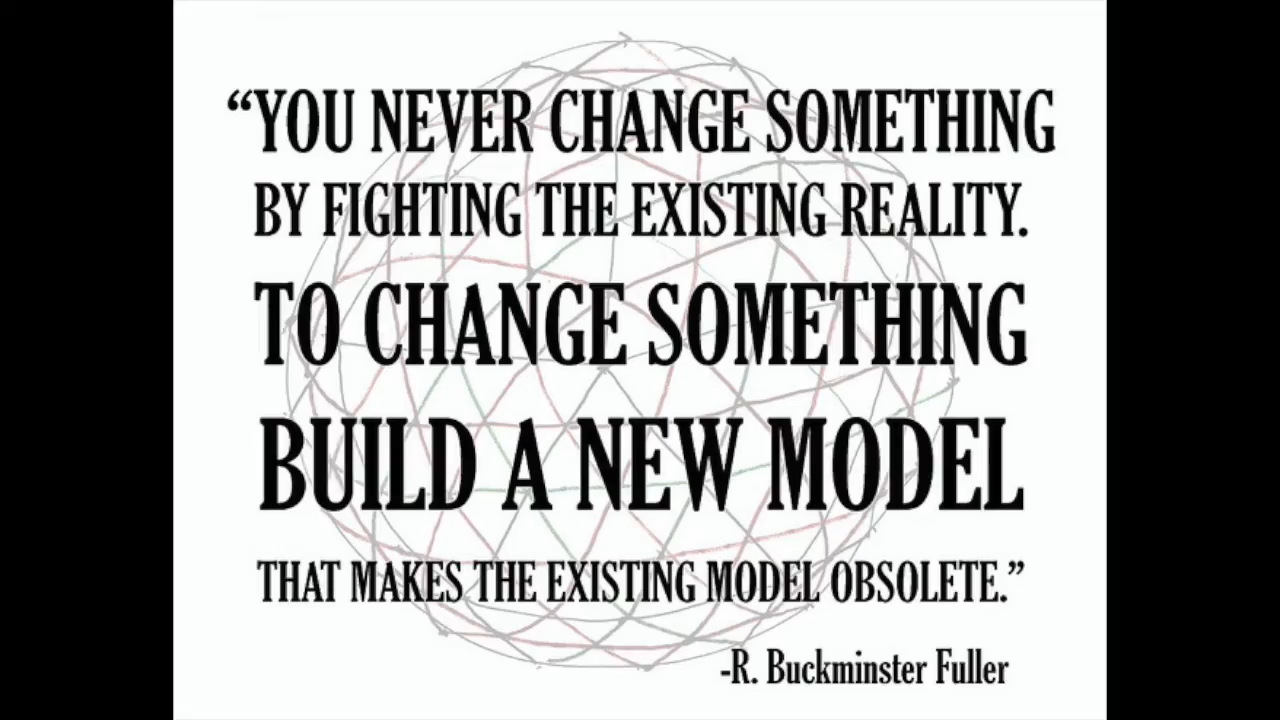 “YOU NEVER CHANGE SOMETHING
BY FIGHTING THE EXISTING REALITY.
TO CHANGE SOMETHING
BUILD A NEW MODEL
THAT MAKES THE EXISTING MODEL OBSOLETE.”
-R. Buckminster Fuller